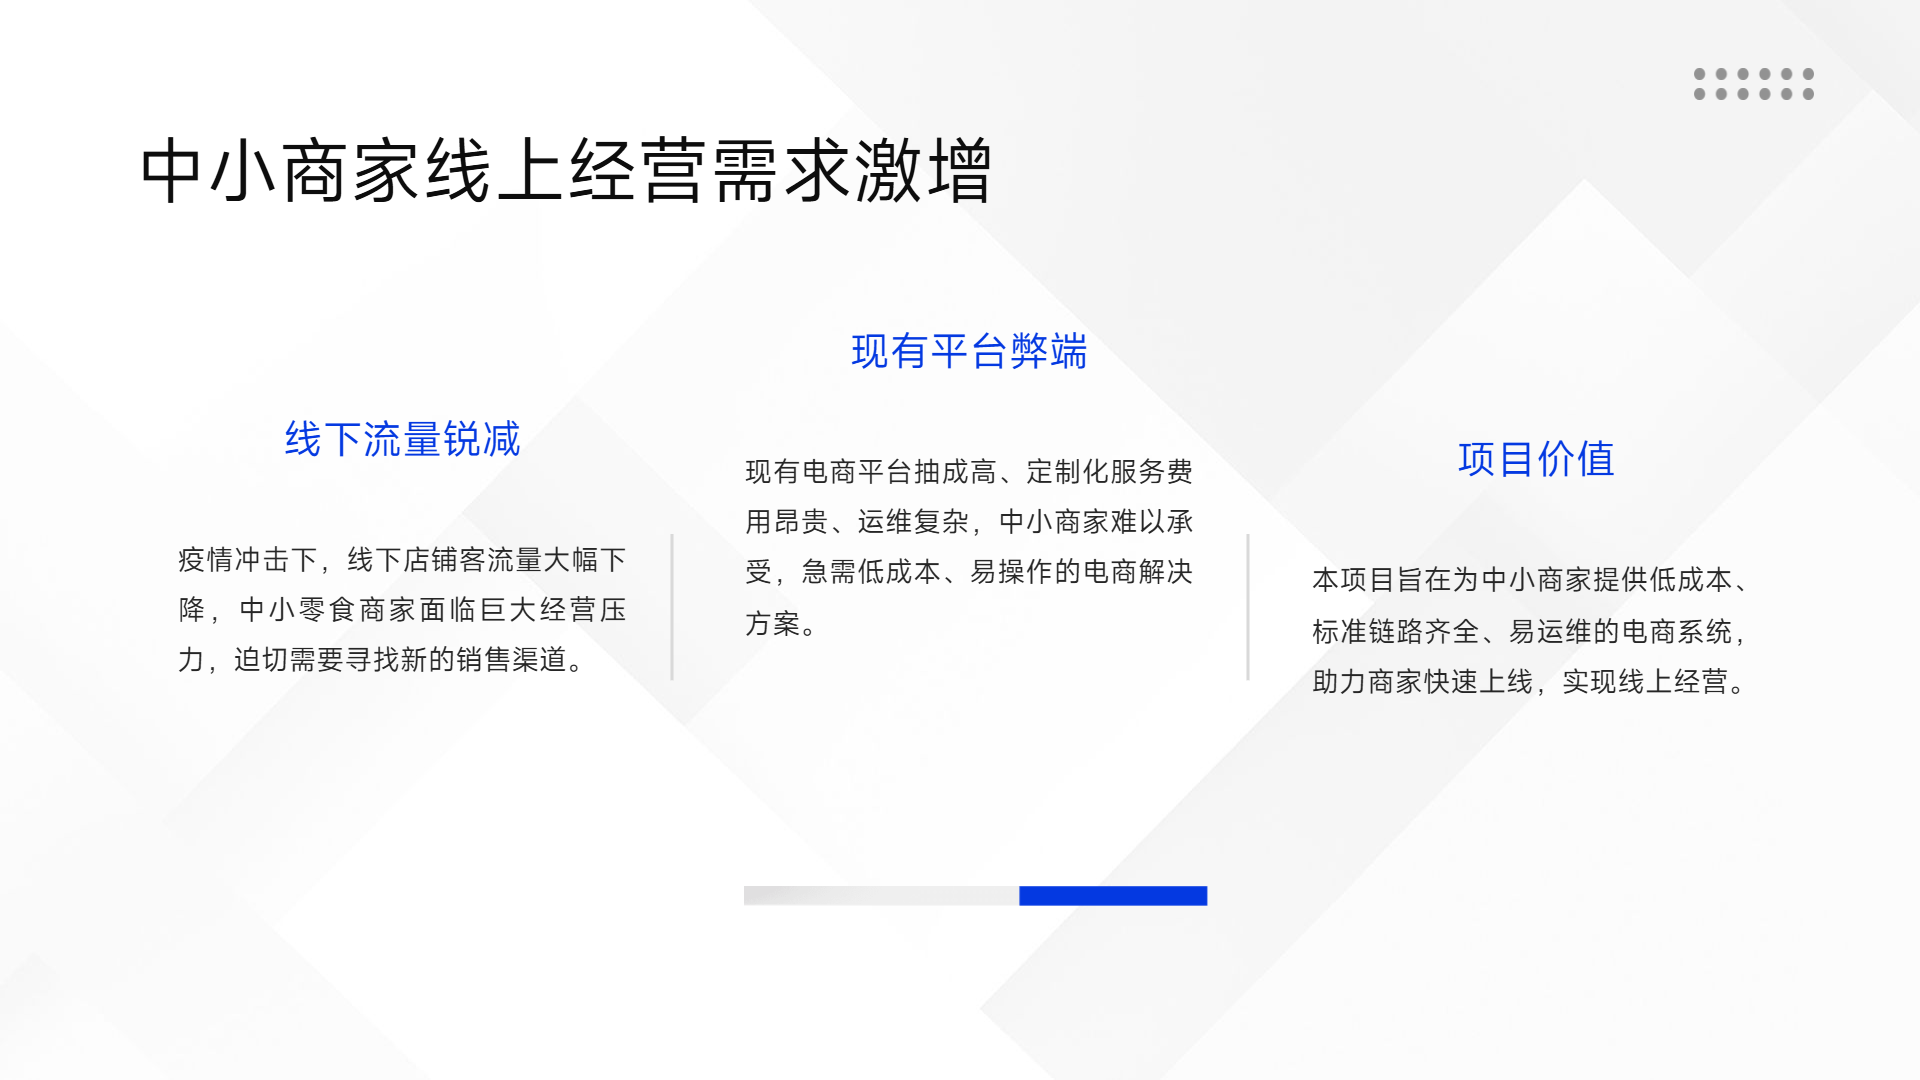 中小商家线上经营需求激增
线下流量锐减
疫情冲击下，线下店铺客流量大幅下
降，中小零食商家面临巨大经营压
力，迫切需要寻找新的销售渠道。
现有平台弊端
现有电商平台抽成高、定制化服务费
用昂贵、运维复杂，中小商家难以承
受，急需低成本、易操作的电商解决
方案。
项目价值
本项目旨在为中小商家提供低成本、
标准链路齐全、易运维的电商系统，
助力商家快速上线，实现线上经营。